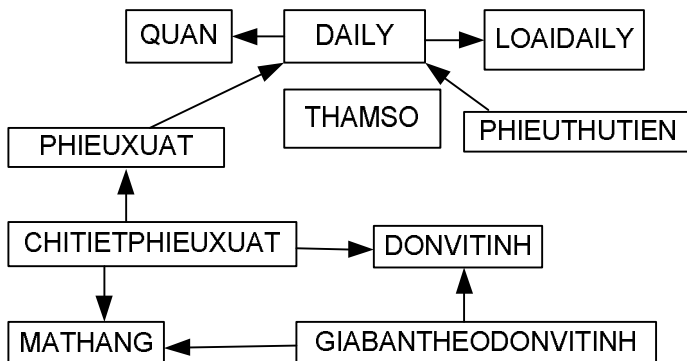 QUAN
DAILY
LOAIDAILY
THAMSO
PHIEUTHUTIEN
PHIEUXUAT
CHITIETPHIEUXUAT
DONVITINH
MATHANG
GIABANTHEODONVITINH